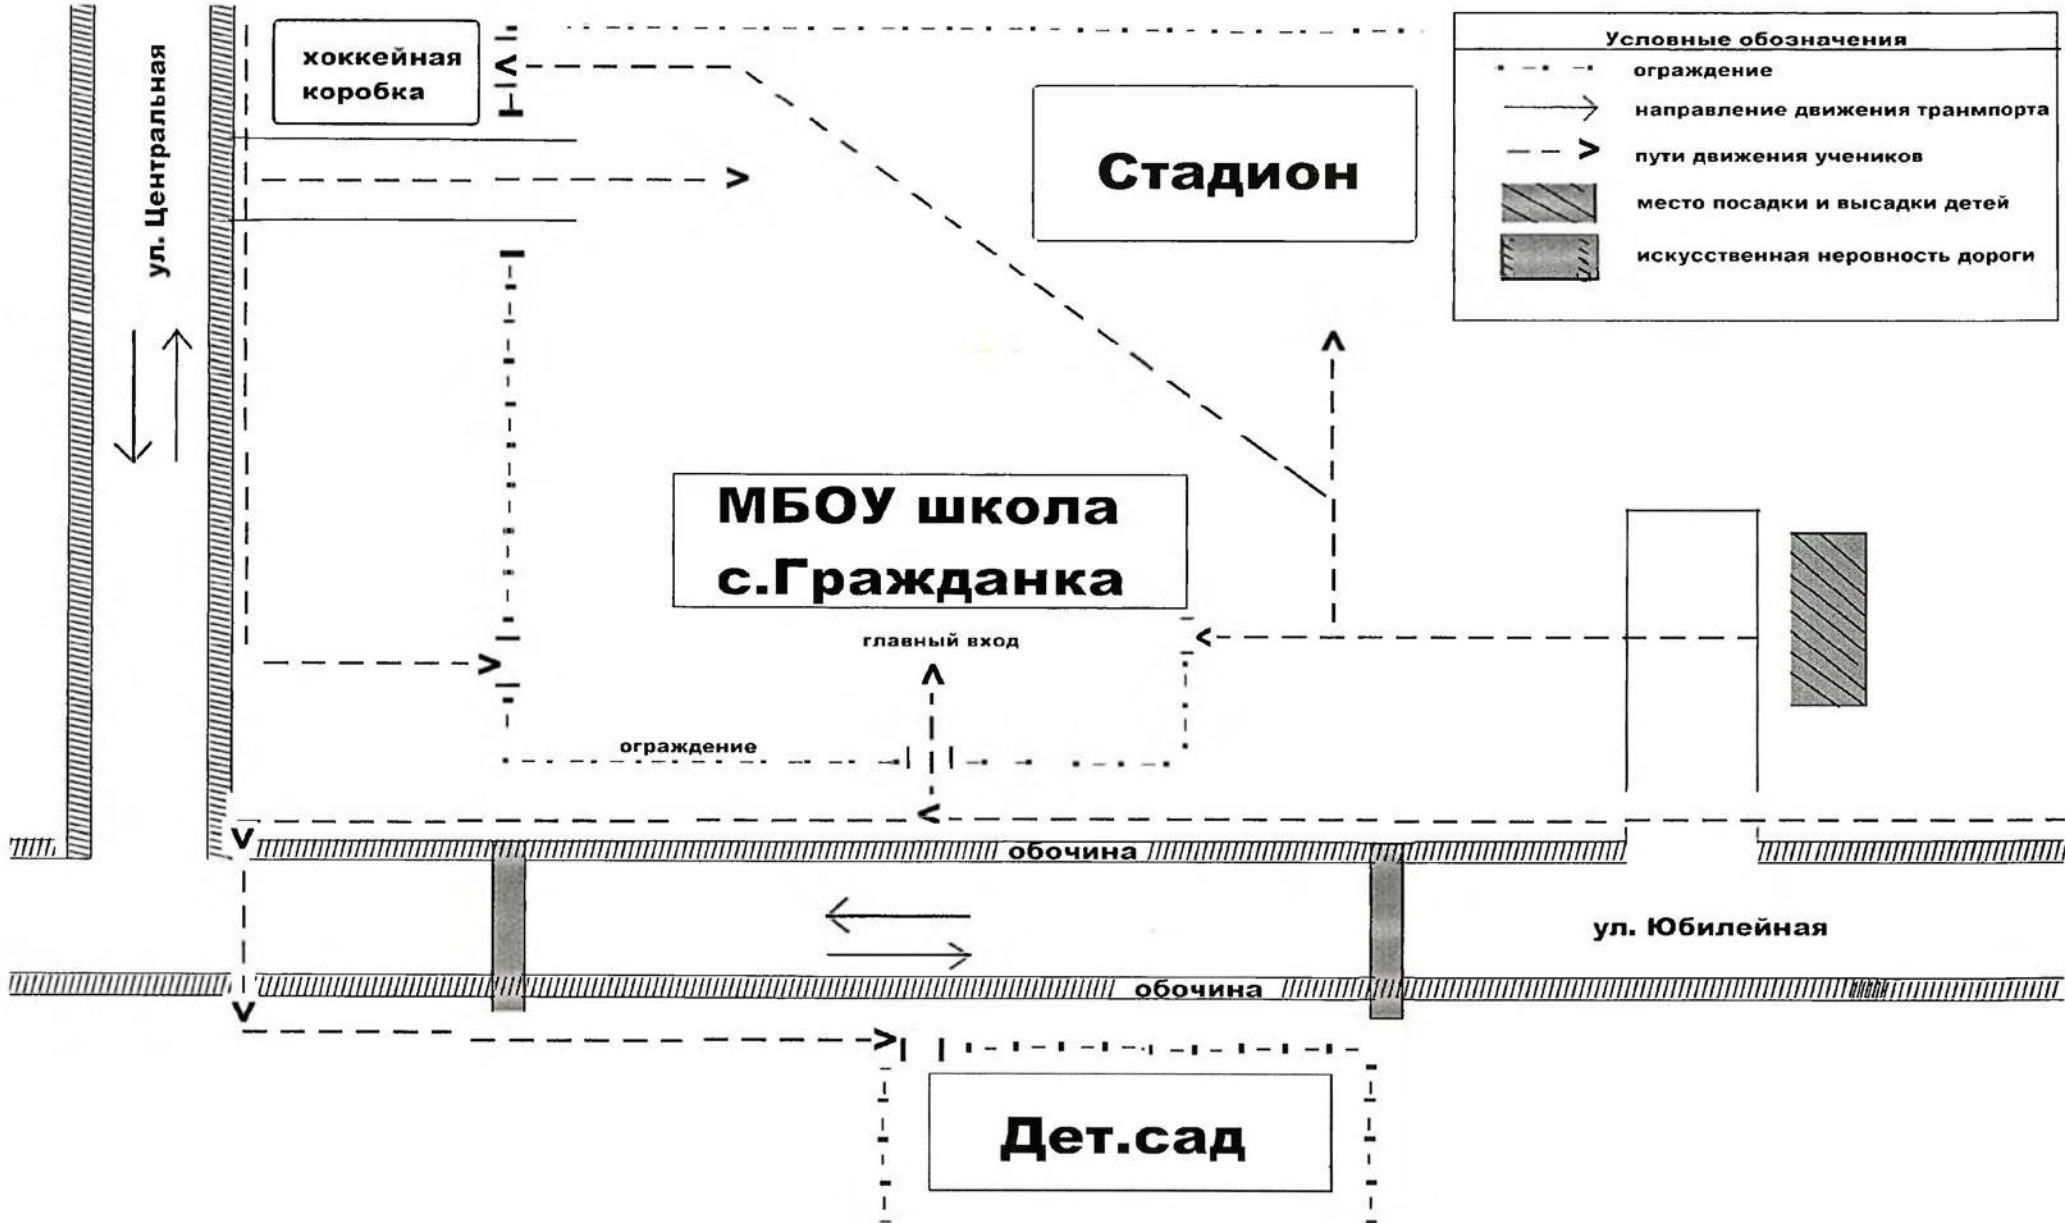 хоккейная
коробка
ул. Центральная
Стадион
Условные обозначения
ограждение
направление движения транмпорта
пути движения учеников
место посадки и высадки детей
искусственная неровность дороги
МБОУ школа
с.Гражданка
главный вход
ограждение
обочина
ул. Юбилейная
обочина
Дет.сад